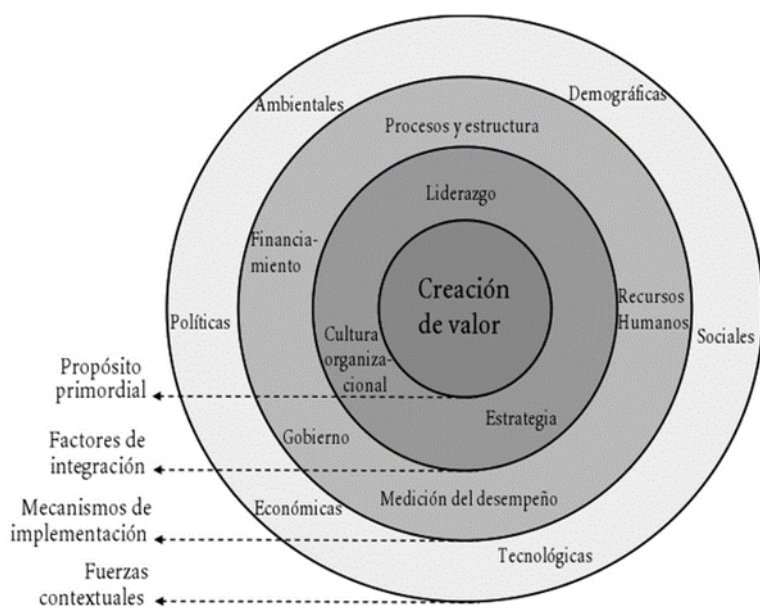 Ambientales
Demográficas
Procesos y estructura
Liderazgo
Financia-
miento
Creación
de valor
Recursos
Humanos
Políticas
Sociales
Cultura
organiza-
cional
Propósito
primordial
Estrategia
Gobierno
Factores de
integración
Medición del desempeño
Económicas
Mecanismos de
implementación
Tecnológicas
Fuerzas
contextuales